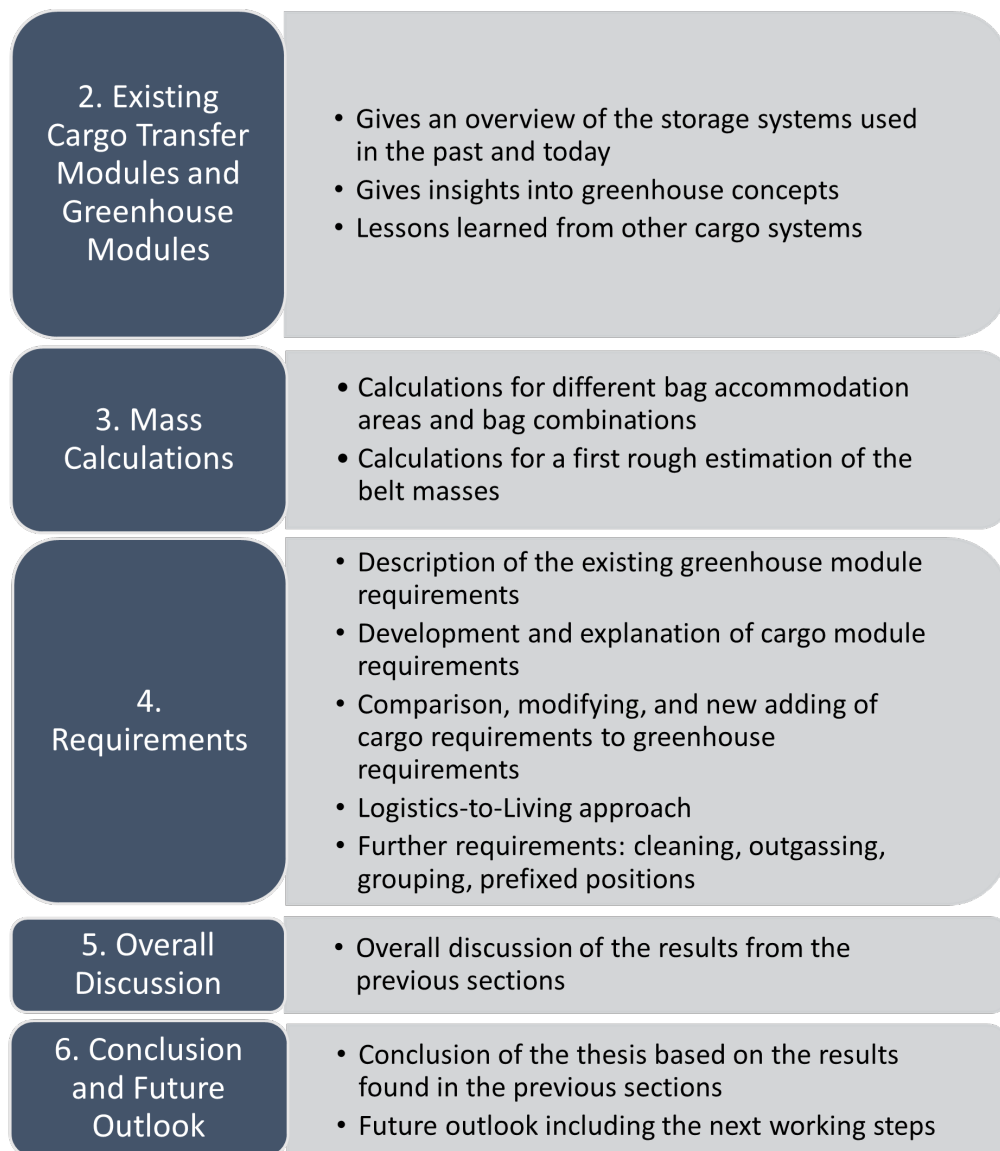 2. Existing
Cargo Transfer
Modules and
Greenhouse
Modules
• Gives an overview of the storage systems used
in the past and today
• Gives insights into greenhouse concepts
• Lessons learned from other cargo systems
3. Mass
Calculations
• Calculations for different bag accommodation
areas and bag combinations
• Calculations for a first rough estimation of the
belt masses
4.
Requirements
• Description of the existing greenhouse module
requirements
• Development and explanation of cargo module
requirements
• Comparison, modifying, and new adding of
cargo requirements to greenhouse
requirements
• Logistics-to-Living approach
• Further requirements: cleaning, outgassing,
grouping, prefixed positions
5. Overall
Discussion
• Overall discussion of the results from the
previous sections
6. Conclusion
and Future
Outlook
• Conclusion of the thesis based on the results
found in the previous sections
• Future outlook including the next working steps